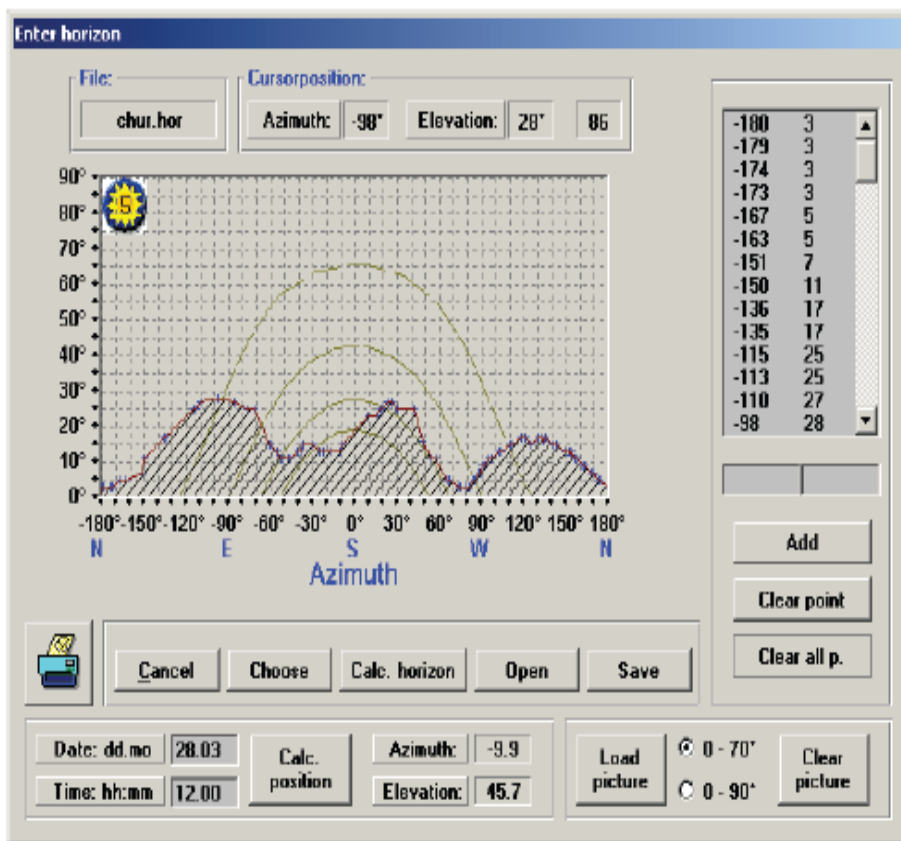 Enter horizon
File:
chur.hor
Cursorposition:
Azimuth: -98° Elevation: 28° 86
-180 3
-179 3
-174 3
-173 3
-167 5
-163 5
-151 7
-150 11
-136 17
-135 17
-115 25
-113 25
-110 27
-98 28
90°
80°
70°
60°
50°
40°
30°
20°
10°
0°
S
-180° -150° -120° -90° -60° -30° 0° 30° 60° 90° 120° 150° 180°
N E S W N
Azimuth
Add
Clear point
Clear all p.
Cancel Choose Calc. horizon Open Save
Date: dd.mo 28.03
Time: hh:mm 12.00
Calc.
position
Azimuth: -9.9
Elevation: 45.7
Load
picture
0 - 70°
0 - 90°
Clear
picture